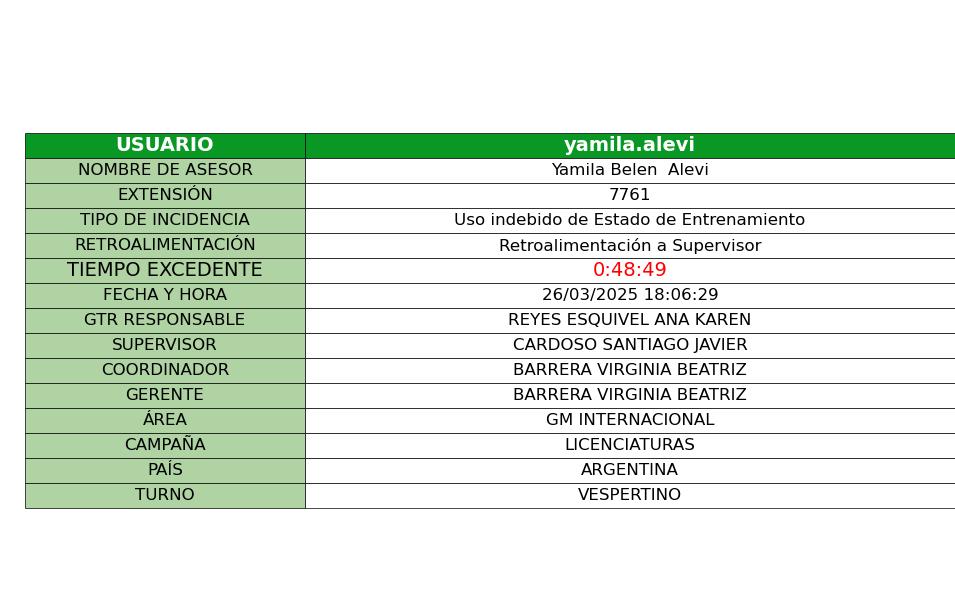 USUARIO yamila.alevi
NOMBRE DE ASESOR Yamila Belen  Alevi
EXTENSIÓN 7761
TIPO DE INCIDENCIA Uso indebido de Estado de Entrenamiento
RETROALIMENTACIÓN Retroalimentación a Supervisor
TIEMPO EXCEDENTE 0:48:49
FECHA Y HORA 26/03/2025 18:06:29
GTR RESPONSABLE REYES ESQUIVEL ANA KAREN
SUPERVISOR CARDOSO SANTIAGO JAVIER
COORDINADOR BARRERA VIRGINIA BEATRIZ
GERENTE BARRERA VIRGINIA BEATRIZ
ÁREA GM INTERNACIONAL
CAMPAÑA LICENCIATURAS
PAÍS ARGENTINA
TURNO VESPERTINO